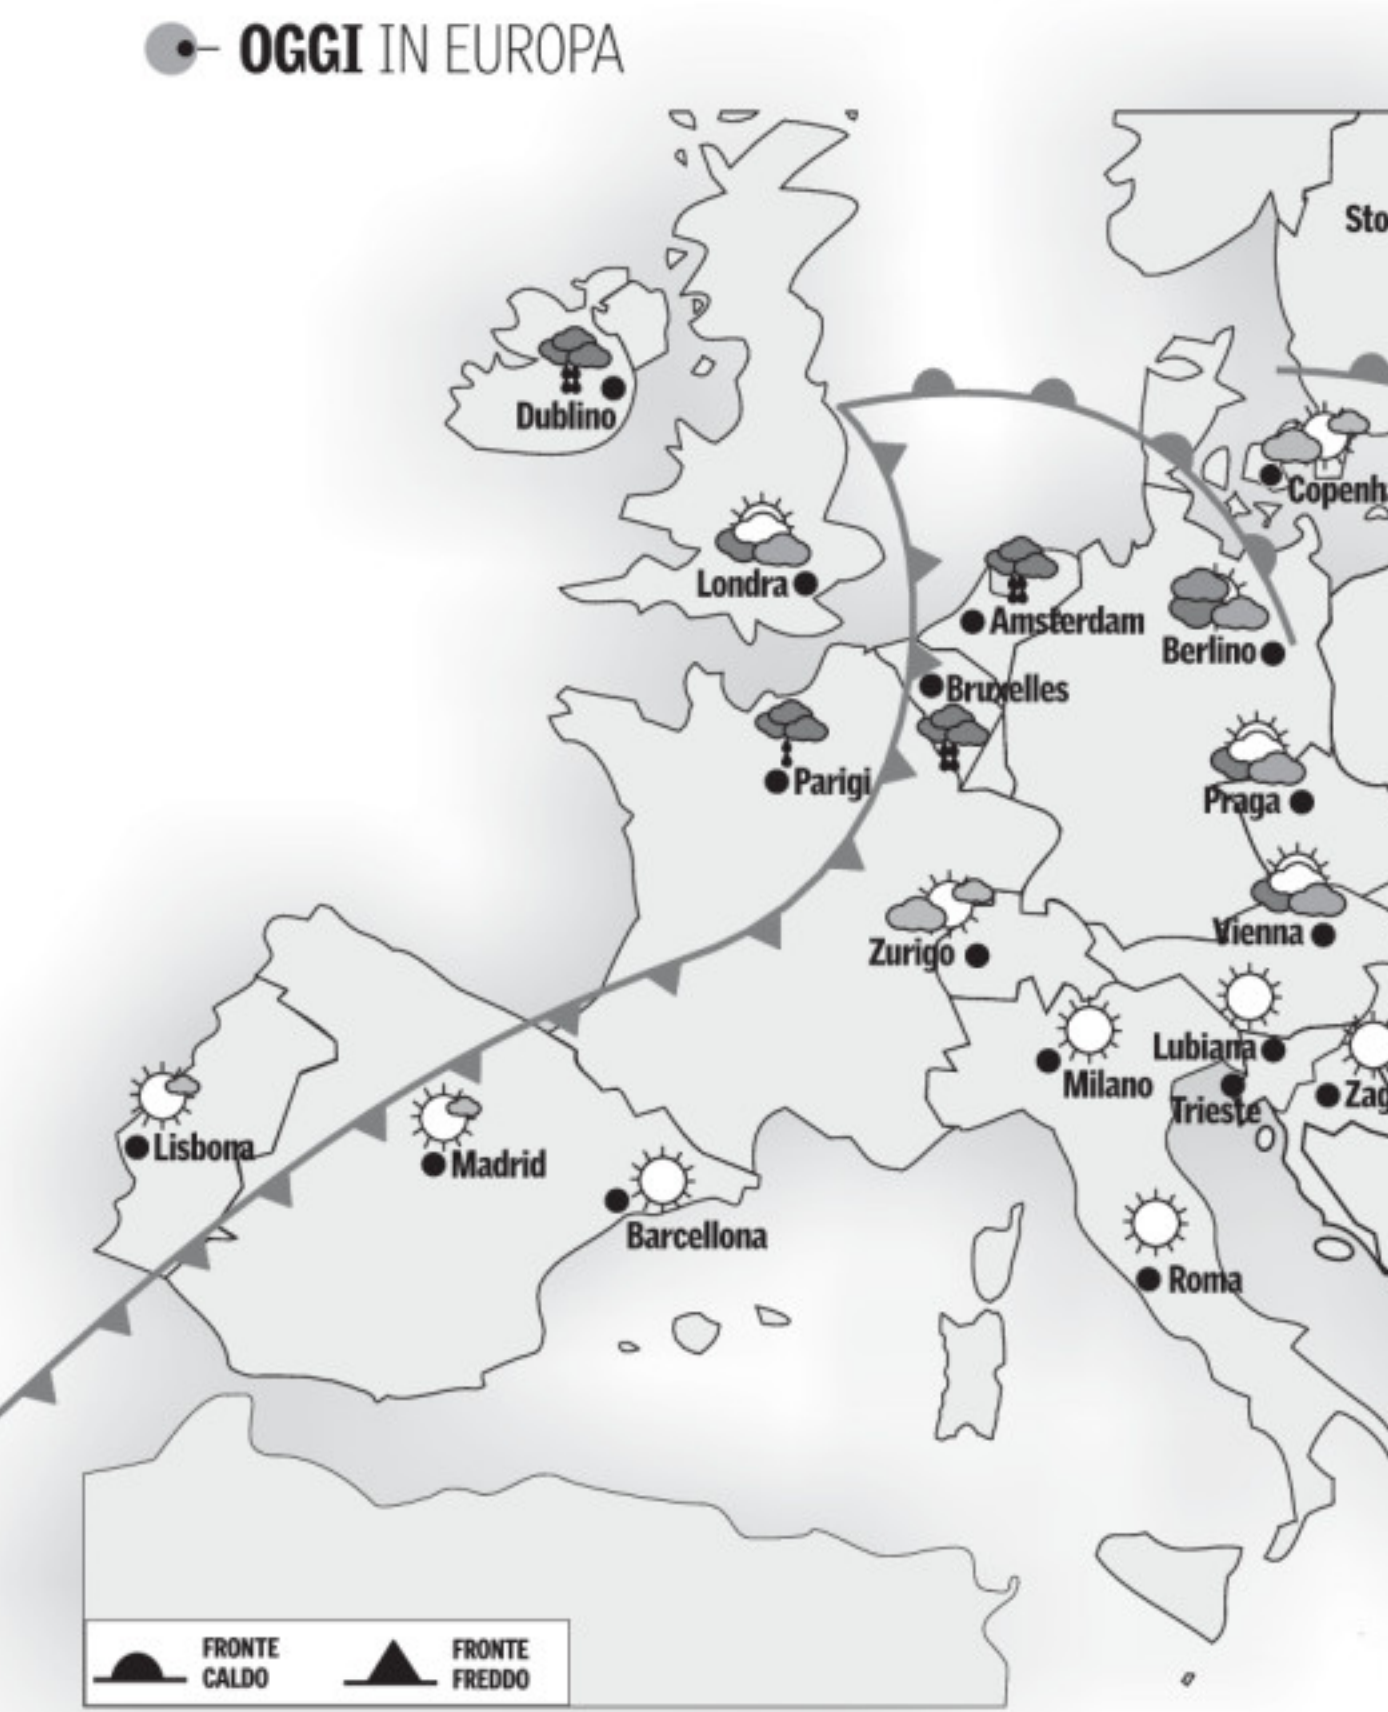 OGGI IN EUROPA
Sto
Dublino
Copenh
Londra
Amsterdam
Berlino
Bruxelles
Parigi
Praga
Vienna
Zurigo
Lubiana
Milano
Trieste
Zag
Lisbona
Madrid
Barcellona
Roma
FRONTE
CALDO
FRONTE
FREDDO